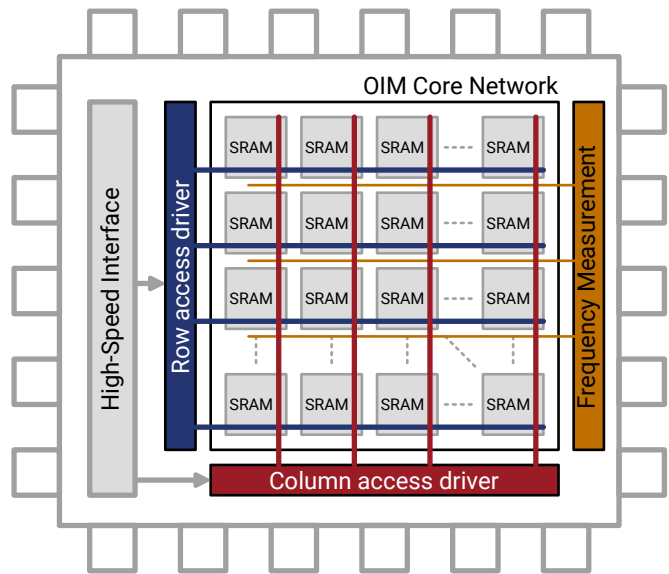 OIM Core Network
High-Speed Interface
Row access driver
SRAM SRAM SRAM SRAM
SRAM SRAM SRAM SRAM
SRAM SRAM SRAM SRAM
SRAM SRAM SRAM SRAM
Frequency Measurement
Column access driver